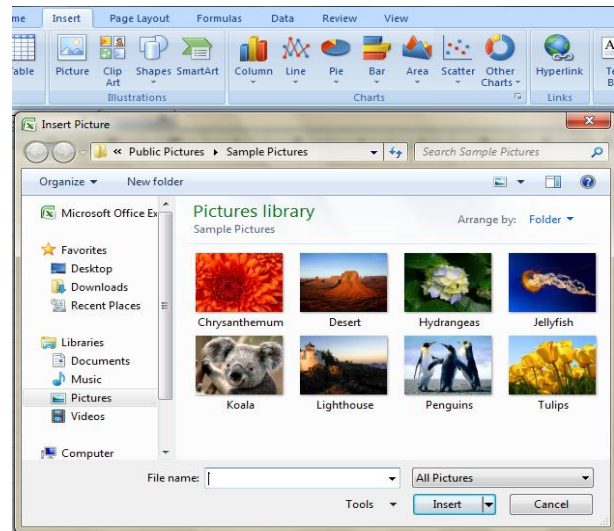 me Insert Page Layout Formulas Data Review View
able Picture Clip Art Shapes SmartArt Column Line Pie Bar Area Scatter Other Charts Hyperlink Te B
Illustrations Charts Links
Insert Picture
« Public Pictures Sample Pictures Search Sample Pictures
Organize New folder
Microsoft Office Ex
Pictures library
Sample Pictures
Arrange by: Folder
Favorites
Desktop
Downloads
Recent Places
Libraries
Documents
Music
Pictures
Videos
Computer
Chrysanthemum Desert Hydrangeas Jellyfish
Koala Lighthouse Penguins Tulips
File name: All Pictures
Tools Insert Cancel